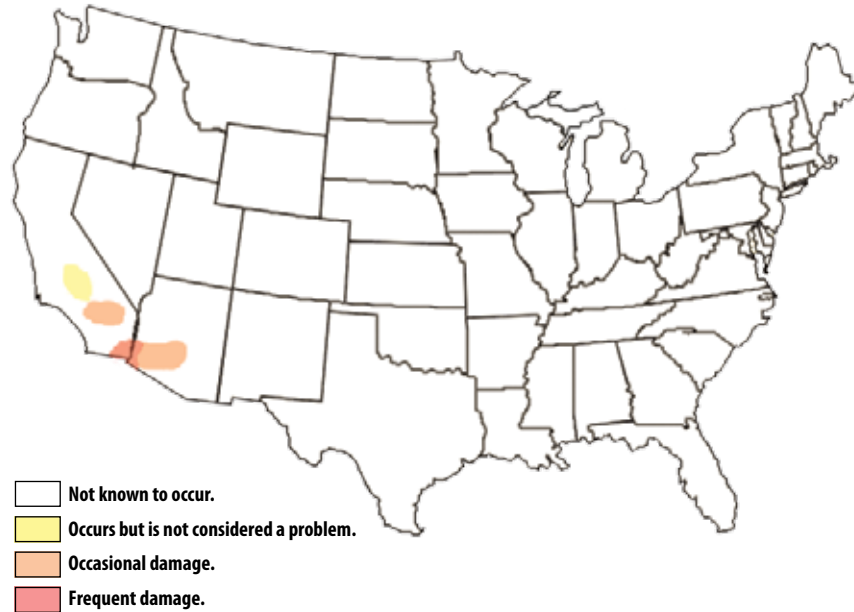 Not known to occur.
Occurs but is not considered a problem.
Occasional damage.
Frequent damage.